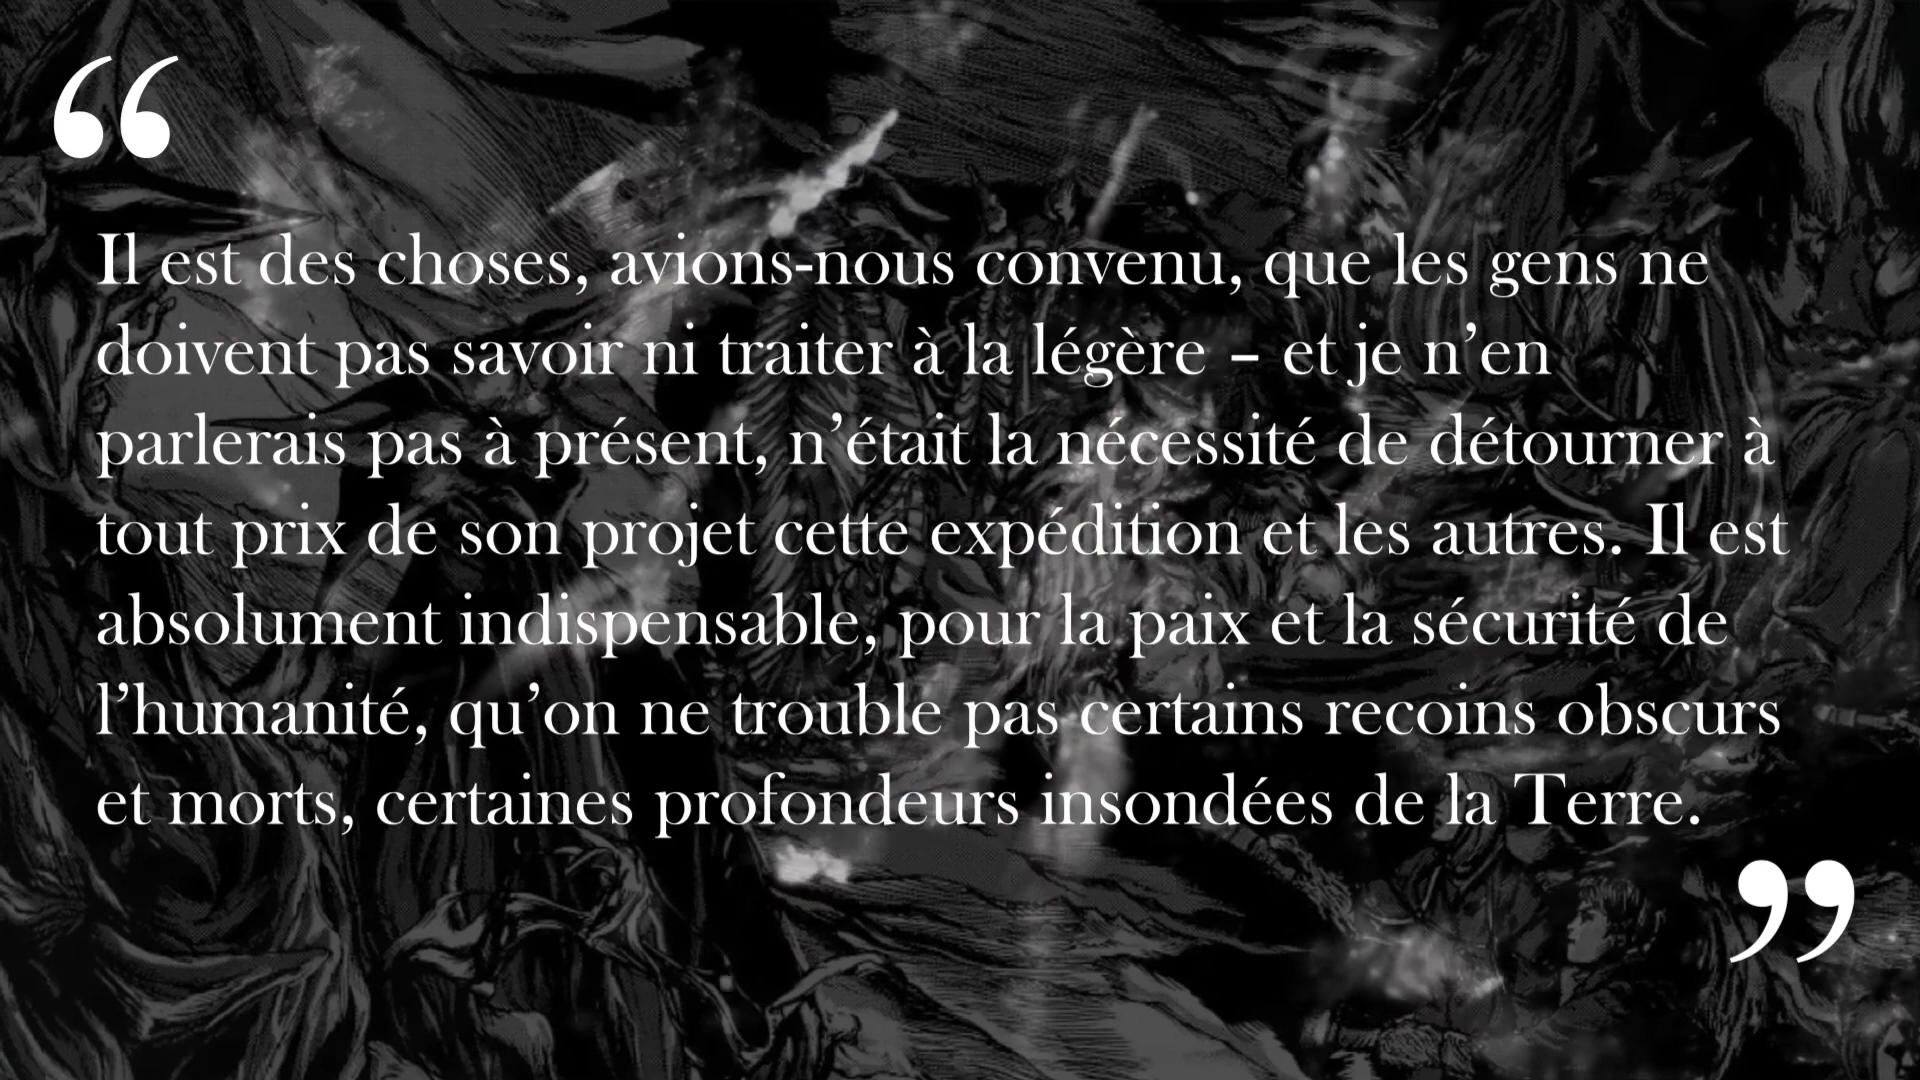 “
Il est des choses, avions-nous convenu, que les gens ne
doivent pas savoir ni traiter à la légère – et je n’en
parlerais pas à présent, n’était la nécessité de détourner à
tout prix de son projet cette expédition et les autres. Il est
absolument indispensable, pour la paix et la sécurité de
l’humanité, qu’on ne trouble pas certains recoins obscurs
et morts, certaines profondeurs insondées de la Terre.
”